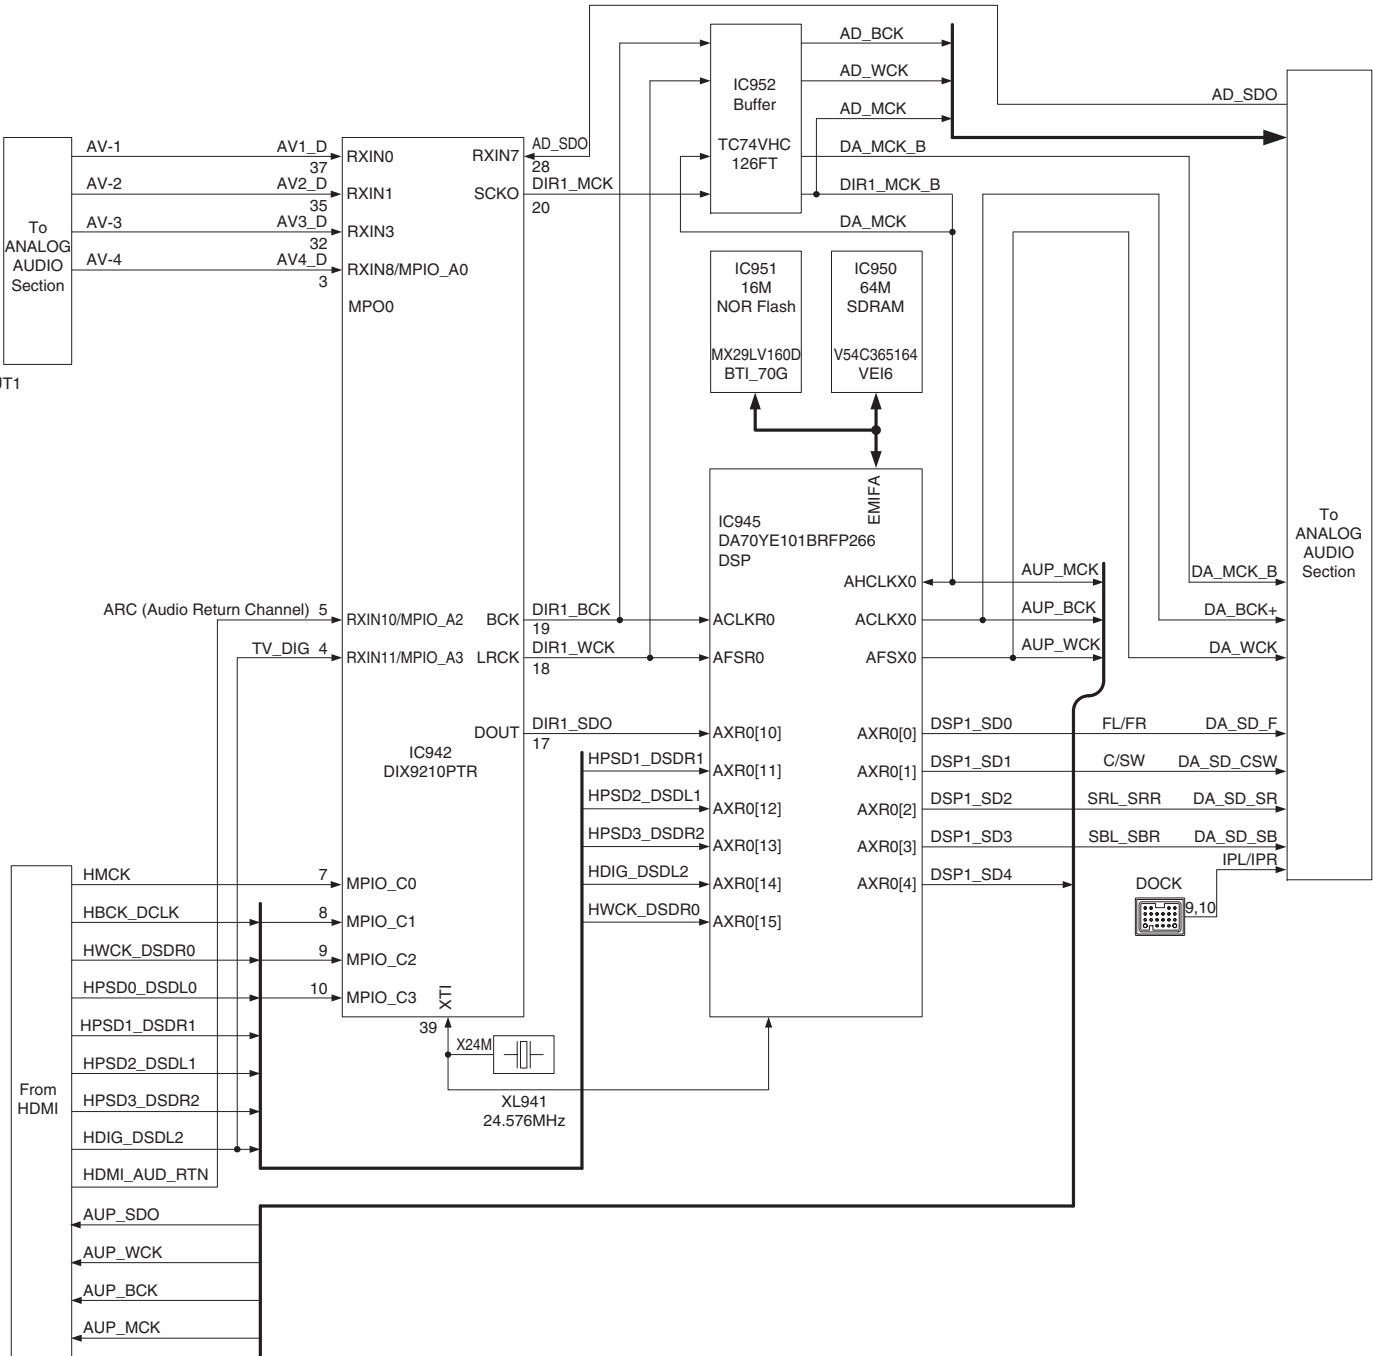 To
ANALOG
AUDIO
Section
AV-1
AV-2
AV-3
AV-4
AV1_D
37
AV2_D
35
AV3_D
32
AV4_D
3
RXIN0
RXIN1
RXIN3
RXIN8/MPIO_A0
MPO0
RXIN7
SCKO
AD_SDO
28
DIR1_MCK
20
IC952
Buffer
TC74VHC
126FT
AD_BCK
AD_WCK
AD_MCK
DA_MCK_B
DIR1_MCK_B
DA_MCK
AD_SDO
UT1
IC951
16M
NOR Flash
MX29LV160D
BTI_70G
IC950
64M
SDRAM
V54C365164
VEI6
EMIFA
IC945
DA70YE101BRFP266
DSP
To
ANALOG
AUDIO
Section
ARC (Audio Return Channel) 5
TV_DIG 4
RXIN10/MPIO_A2
RXIN11/MPIO_A3
BCK
LRCK
DOUT
DIR1_BCK
19
DIR1_WCK
18
DIR1_SDO
17
IC942
DIX9210PTR
ACLKR0
AFSR0
AXR0[10]
AXR0[11]
AXR0[12]
AXR0[13]
AXR0[14]
AXR0[15]
HPSD1_DSDR1
HPSD2_DSDL1
HPSD3_DSDR2
HDIG_DSDL2
HWCK_DSDR0
AHCLKX0
ACLKX0
AFSX0
AXR0[0]
AXR0[1]
AXR0[2]
AXR0[3]
AXR0[4]
AUP_MCK
AUP_BCK
AUP_WCK
DA_MCK_B
DA_BCK+
DA_WCK
DSP1_SD0 FL/FR DA_SD_F
DSP1_SD1 C/SW DA_SD_CSW
DSP1_SD2 SRL_SRR DA_SD_SR
DSP1_SD3 SBL_SBR DA_SD_SB
DSP1_SD4
IPL/IPR
DOCK
9,10
From
HDMI
HMCK
HBCK_DCLK
HWCK_DSDR0
HPSD0_DSDL0
HPSD1_DSDR1
HPSD2_DSDL1
HPSD3_DSDR2
HDIG_DSDL2
HDMI_AUD_RTN
AUP_SDO
AUP_WCK
AUP_BCK
AUP_MCK
7
8
9
10
MPIO_C0
MPIO_C1
MPIO_C2
MPIO_C3
XTI
39
X24M
XL941
24.576MHz